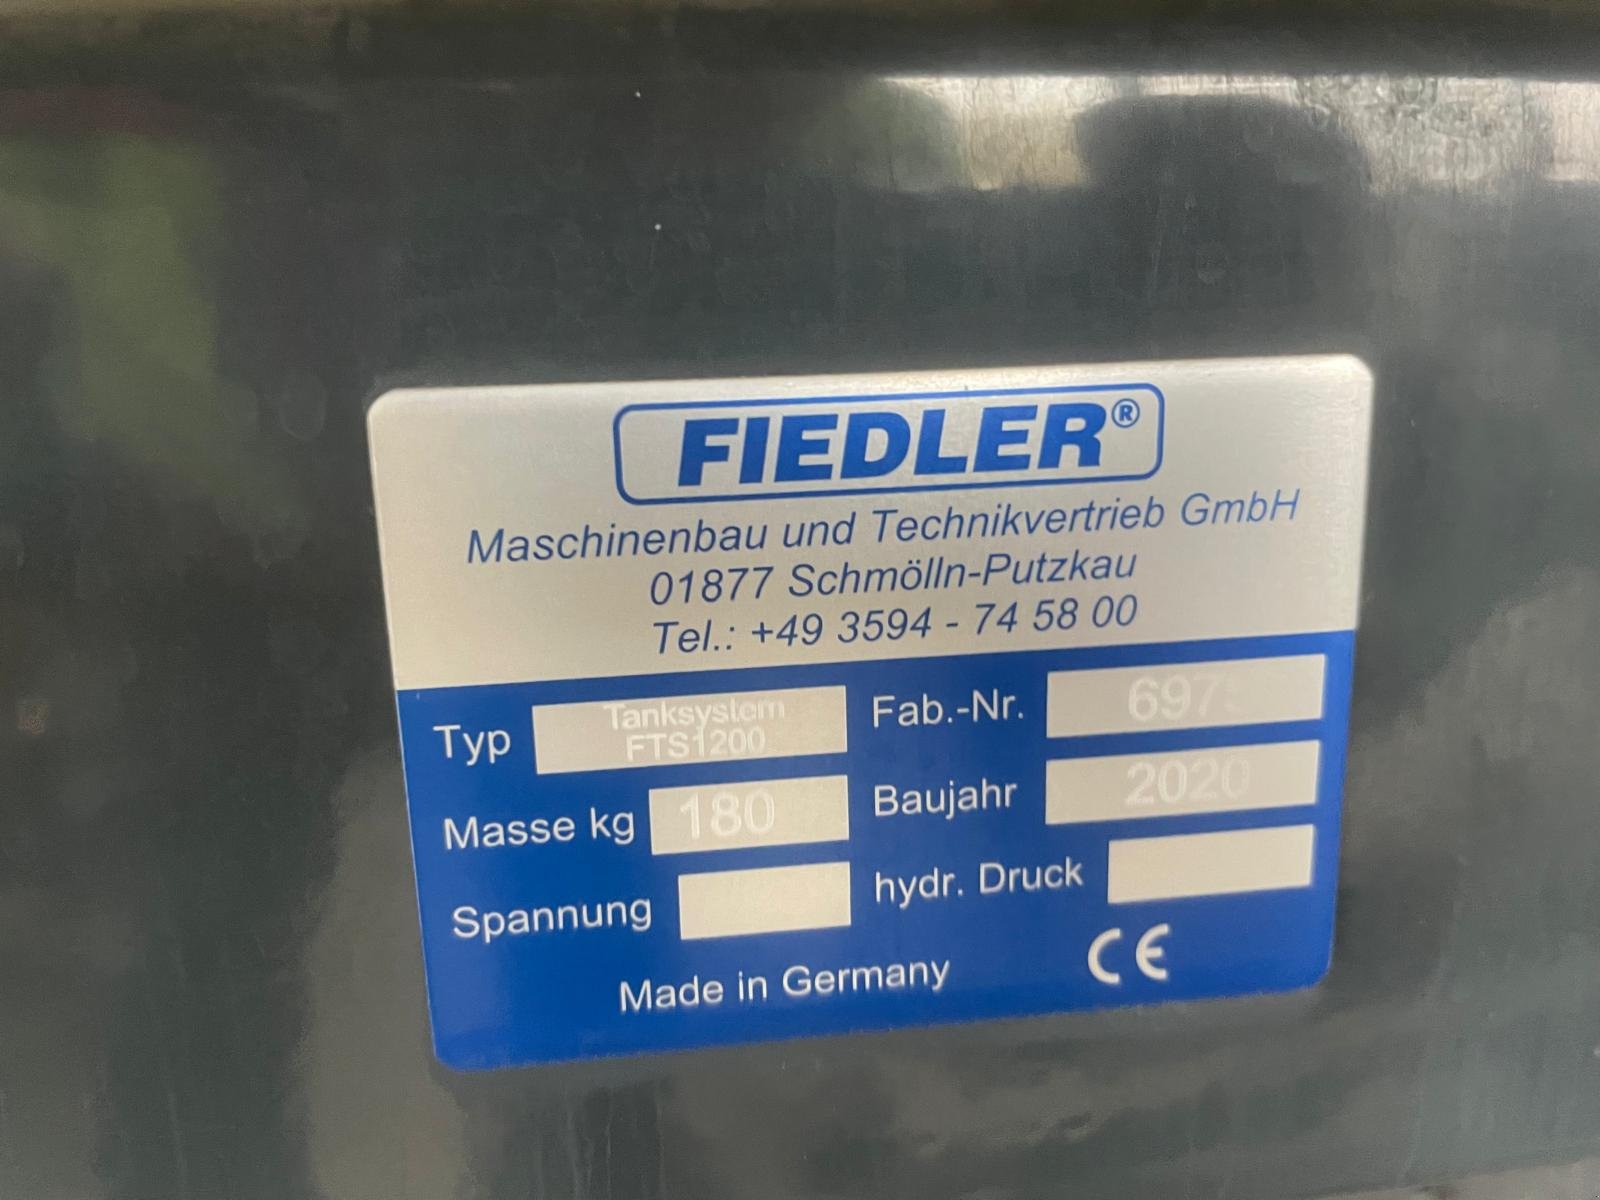 FIEDLER®
Maschinenbau und Technikvertrieb GmbH
01877 Schmölln-Putzkau
Tel.: +49 3594 - 74 58 00
Typ Tanksystem FTS1200
Fab.-Nr.
Masse kg 180
Baujahr 2020
Spannung
hydr. Druck
Made in Germany CE